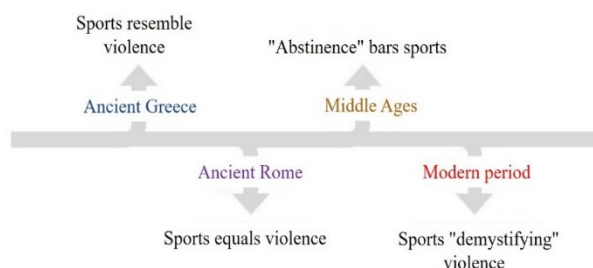 Sports resemble
violence
"Abstinence" bars sports
Ancient Greece
Middle Ages
Ancient Rome
Modern period
Sports equals violence
Sports "demystifying"
violence